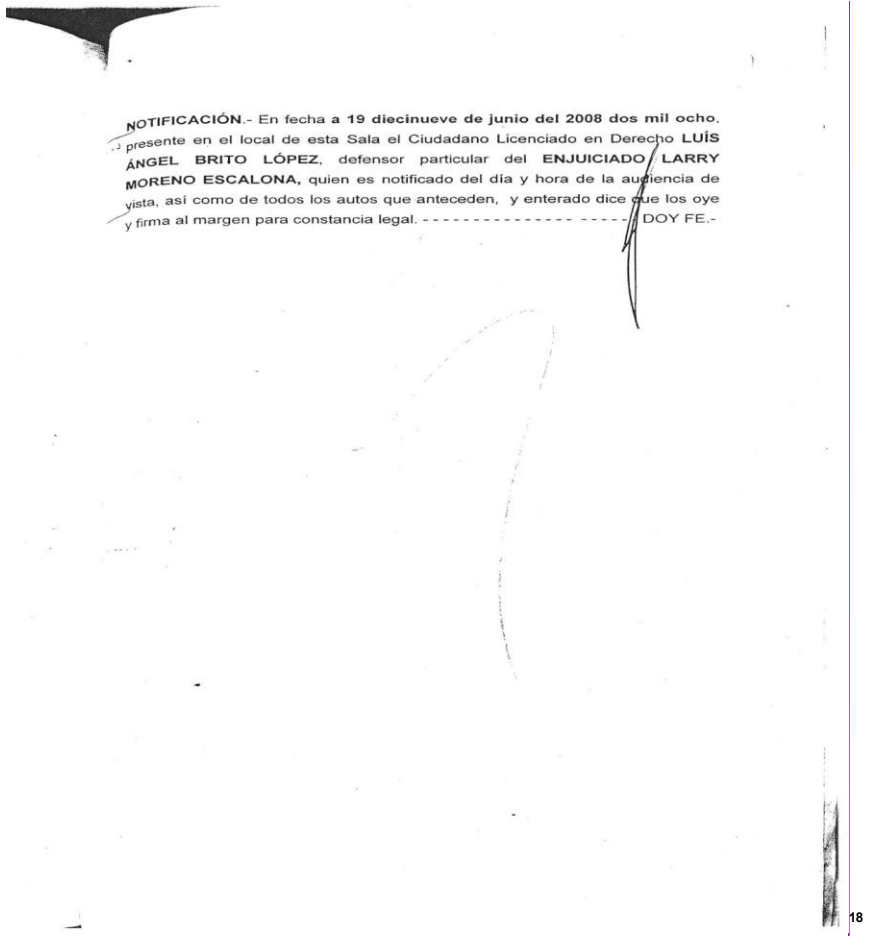 NOTIFICACIÓN.- En fecha a 19 diecinueve de junio del 2008 dos mil ocho.
presente en el local de esta Sala el Ciudadano Licenciado en Derecho LUÍS
ÁNGEL BRITO LÓPEZ, defensor particular del ENJUICIADO LARRY
MORENO ESCALONA, quien es notificado del día y hora de la audiencia de
vista, así como de todos los autos que anteceden, y enterado dice que los oye
y firma al margen para constancia legal. - - - - - - - - - - - - - - - - - - - - DOY FE.-
18